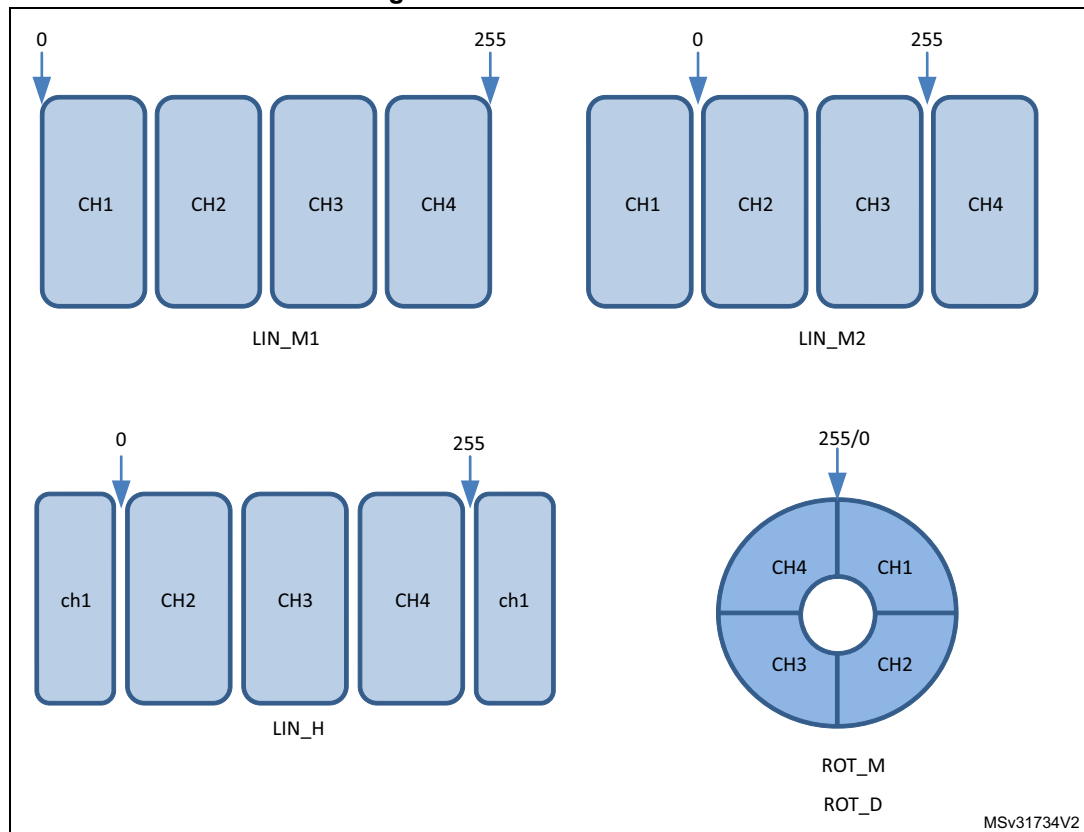 g
0 255 0 255
CH1 CH2 CH3 CH4 CH1 CH2 CH3 CH4
LIN_M1 LIN_M2
0 255 255/0
ch1 CH2 CH3 CH4 ch1
CH4 CH1
CH3 CH2
LIN_H
ROT_M
ROT_D
MSv31734V2